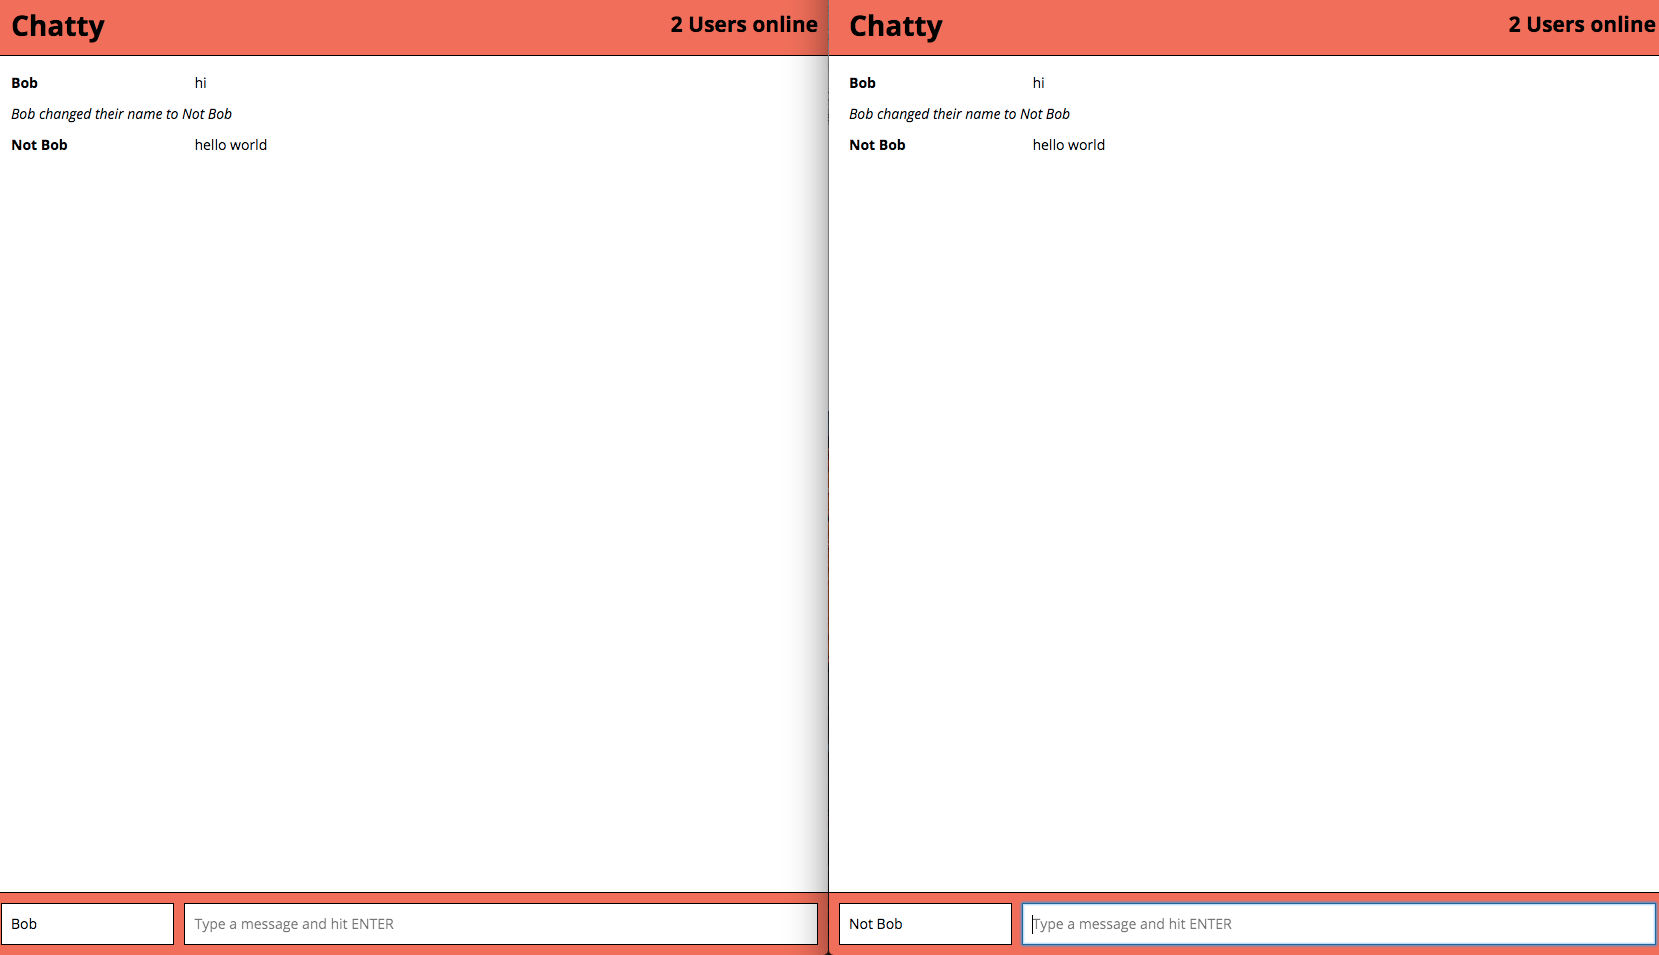 Chatty
2 Users online
Bob hi
Bob changed their name to Not Bob
Not Bob hello world
Bob
Type a message and hit ENTER
Chatty
2 Users online
Bob hi
Bob changed their name to Not Bob
Not Bob hello world
Not Bob
Type a message and hit ENTER